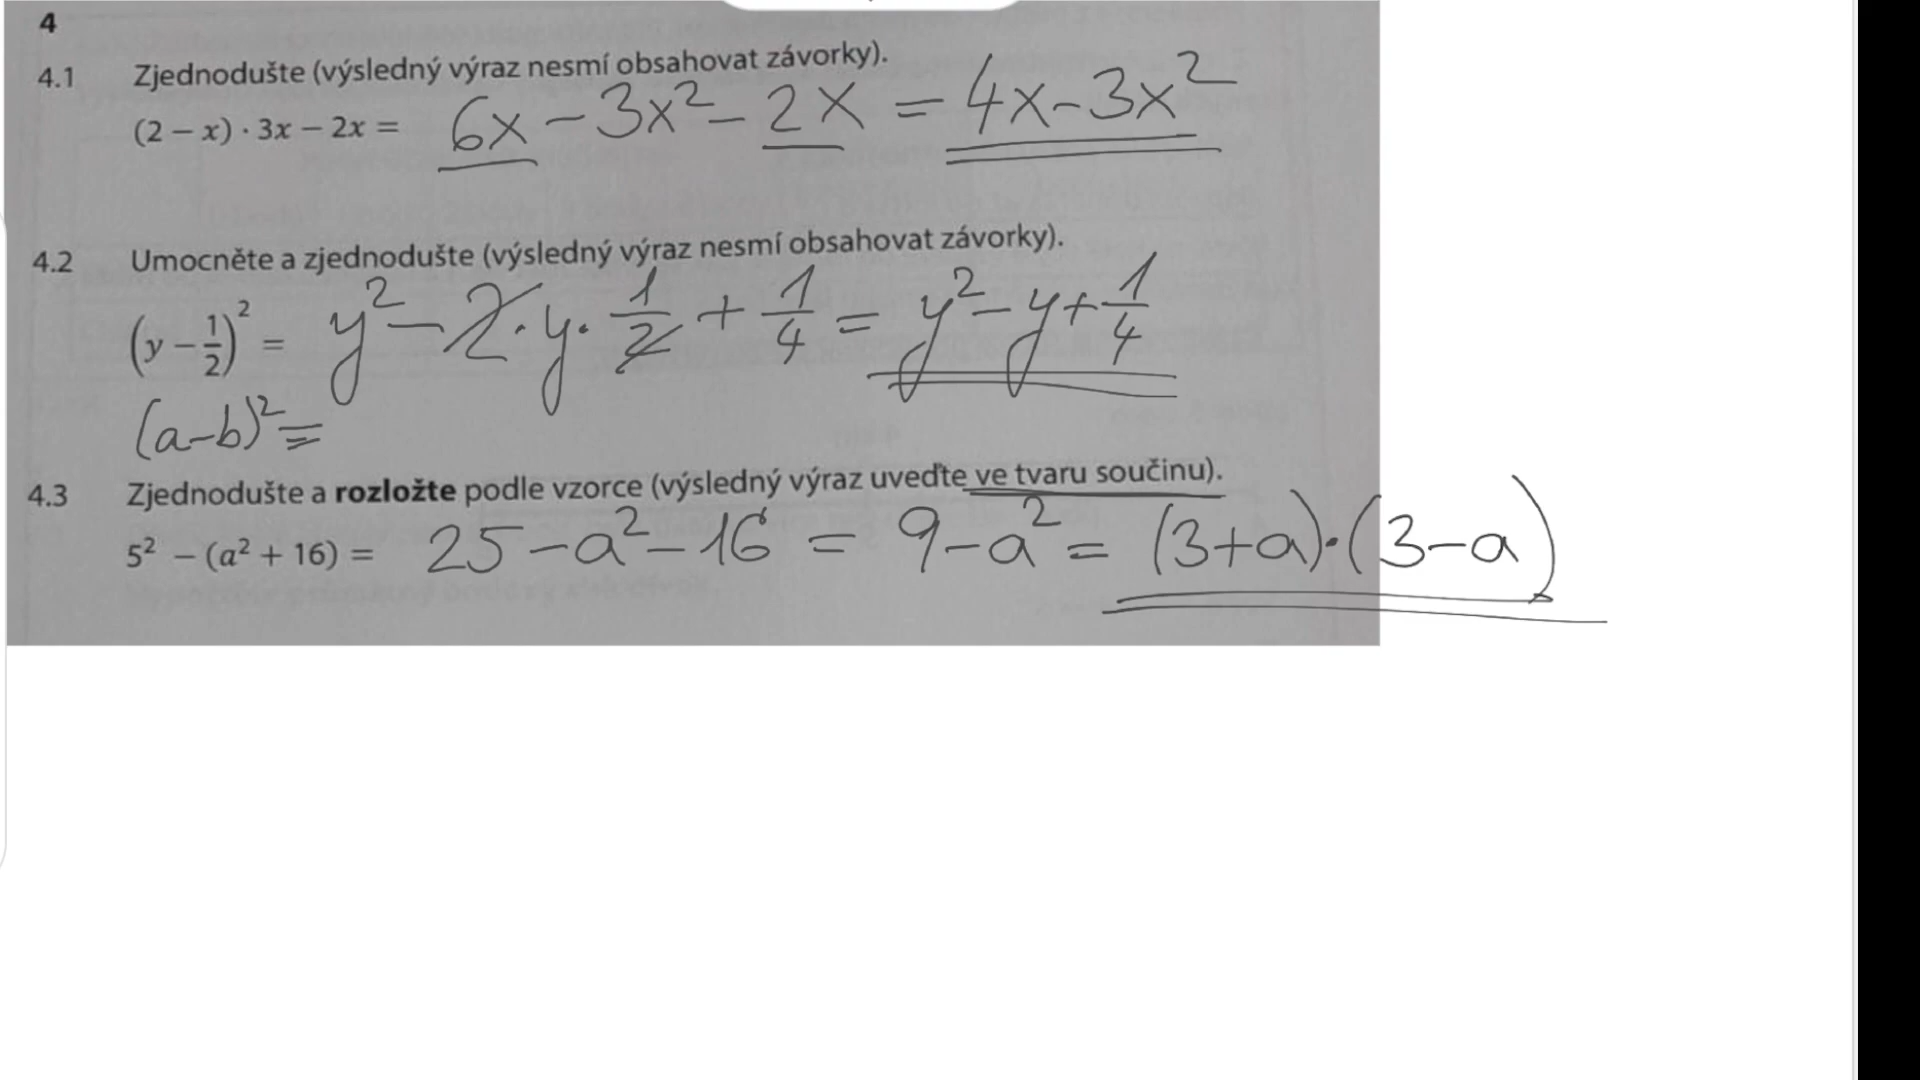 4
4.1 Zjednodušte (výsledný výraz nesmí obsahovat závorky).
(2 – x) · 3x – 2x = 6x – 3x² – 2x = 4x – 3x²
4.2 Umocněte a zjednodušte (výsledný výraz nesmí obsahovat závorky).
(y – 1/2)² = y² – 2·y·1/2 + 1/4 = y² – y + 1/4
(a–b)² =
4.3 Zjednodušte a rozložte podle vzorce (výsledný výraz uveďte ve tvaru součinu).
5² – (a² + 16) = 25 – a² – 16 = 9 – a² = (3+a)·(3–a)